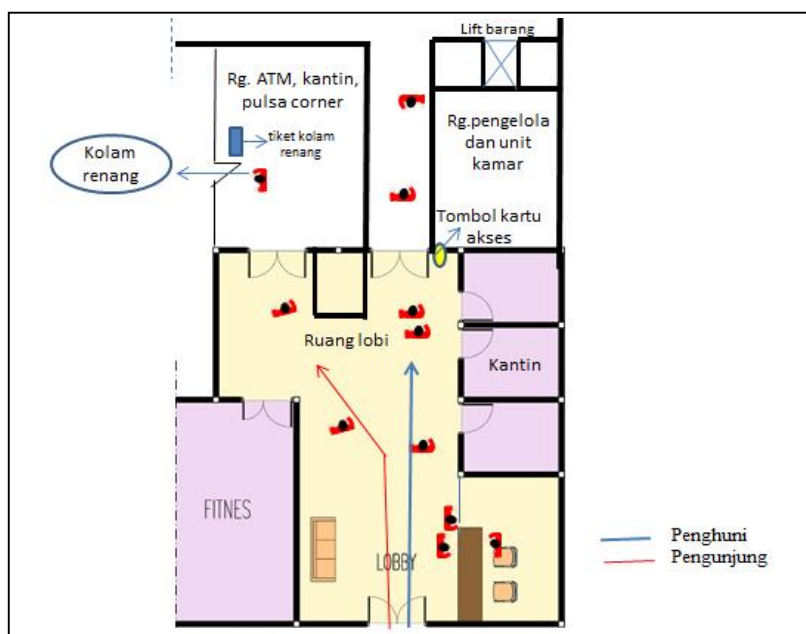 Lift barang
Rg. ATM, kantin,
pulsa corner
tiket kolam
renang
Kolam
renang
Rg.pengelola
dan unit
kamar
Tombol kartu
akses
Ruang lobi
Kantin
FITNES
LOBBY
Penghuni
Pengunjung